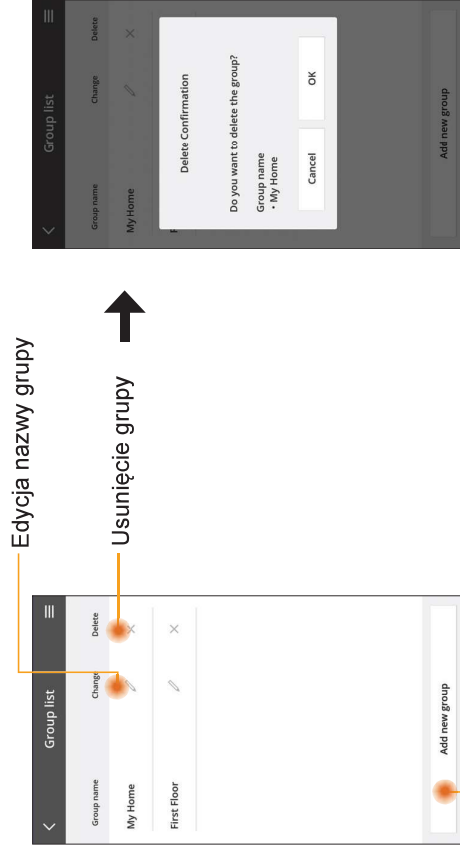 Edycja nazwy grupy
Usunięcie grupy
Group list
Group name Change Delete
My Home
First Floor
Add new group
Group list
Group name Change Delete
My Home
F
Delete Confirmation
Do you want to delete the group?
Group name
• My Home
Cancel OK
Add new group